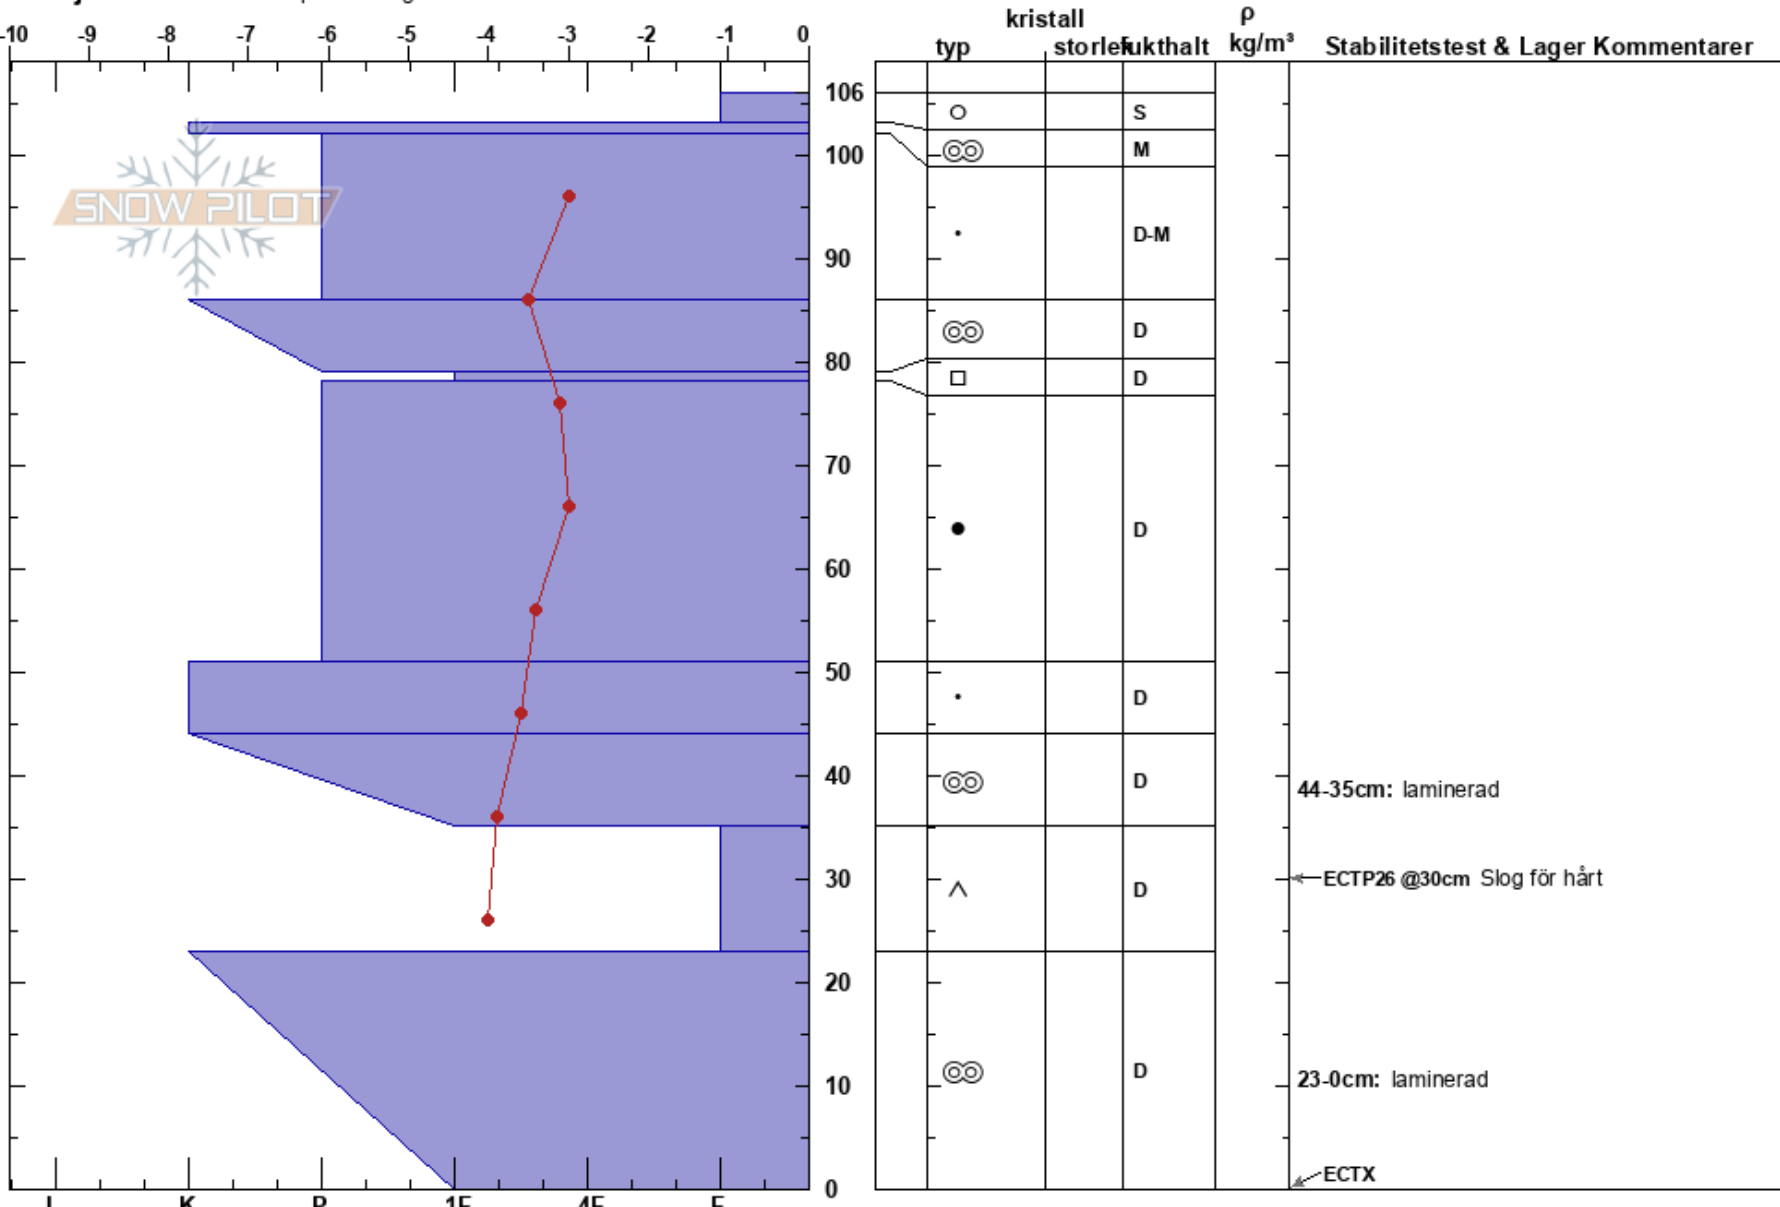 kristall ρ
-10 -9 -8 -7 -6 -5 -4 -3 -2 -1 0 typ storlek fukthalt kg/m³ Stabilitetstest & Lager Kommentarer
106 S
100 M
SNOW PILOT
D-M
90
D
80 D
70
60 D
50 D
40 D 44-35cm: laminerad
30 D ECTP26 @30cm Slog för hårt
20
10 D 23-0cm: laminerad
ECTX
0
I K P 1F 4F F